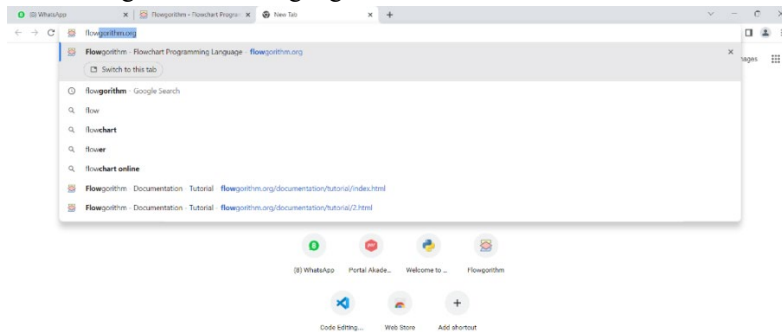 (8) WhatsApp
Flowgorithm - Flowchart Program
New Tab
flowgorithm.org
Flowgorithm - Flowchart Programming Language - flowgorithm.org
Switch to this tab
flowgorithm - Google Search
flow
flowchart
flower
flowchart online
Flowgorithm - Documentation - Tutorial - flowgorithm.org/documentation/tutorial/index.html
Flowgorithm - Documentation - Tutorial - flowgorithm.org/documentation/tutorial/2.html
(8) WhatsApp
Portal Akade...
Welcome to ...
Flowgorithm
Code Editing...
Web Store
Add shortcut